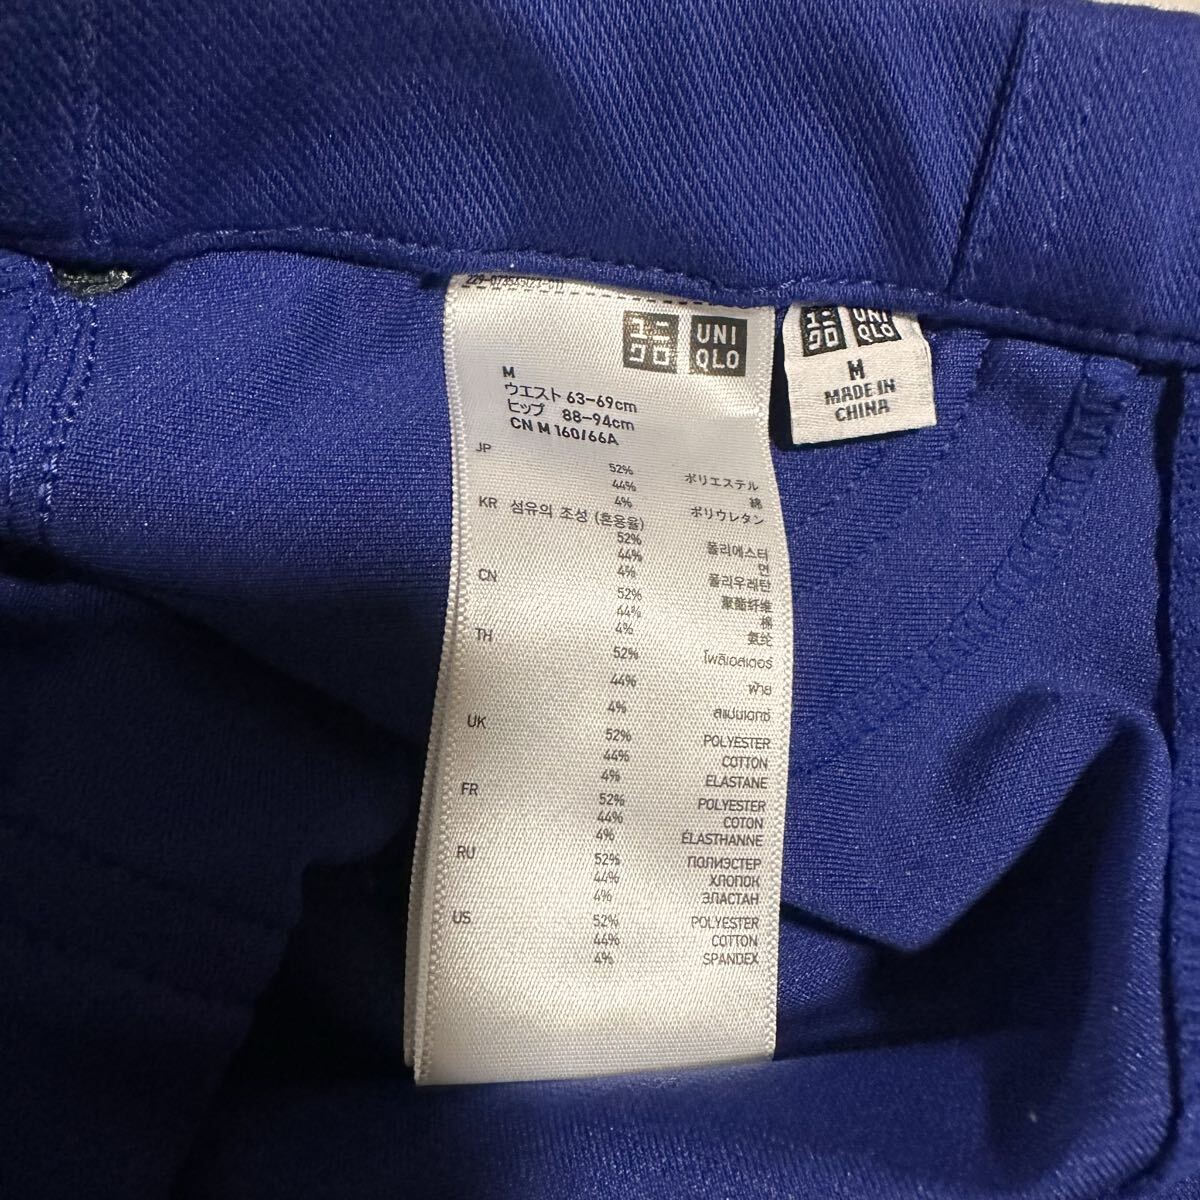 ユニ
クロ
UNI
QLO
M
ウエスト 63-69cm
ヒップ 88-94cm
CN M 160/66A
JP
52% ポリエステル
44% 綿
4% ポリウレタン
KR 섬유의 조성 (혼용율)
52% 폴리에스터
44% 면
4% 폴리우레탄
CN
52% 聚酯纤维
44% 棉
4% 氨纶
TH
52% โพลีเอสเตอร์
44% ฝ้าย
4% สแปนเดกซ์
UK
52% POLYESTER
44% COTTON
4% ELASTANE
FR
52% POLYESTER
44% COTON
4% ÉLASTHANNE
RU
52% ПОЛИЭСТЕР
44% ХЛОПОК
4% ЭЛАСТАН
US
52% POLYESTER
44% COTTON
4% SPANDEX
ユニ
クロ
UNI
QLO
M
MADE IN
CHINA